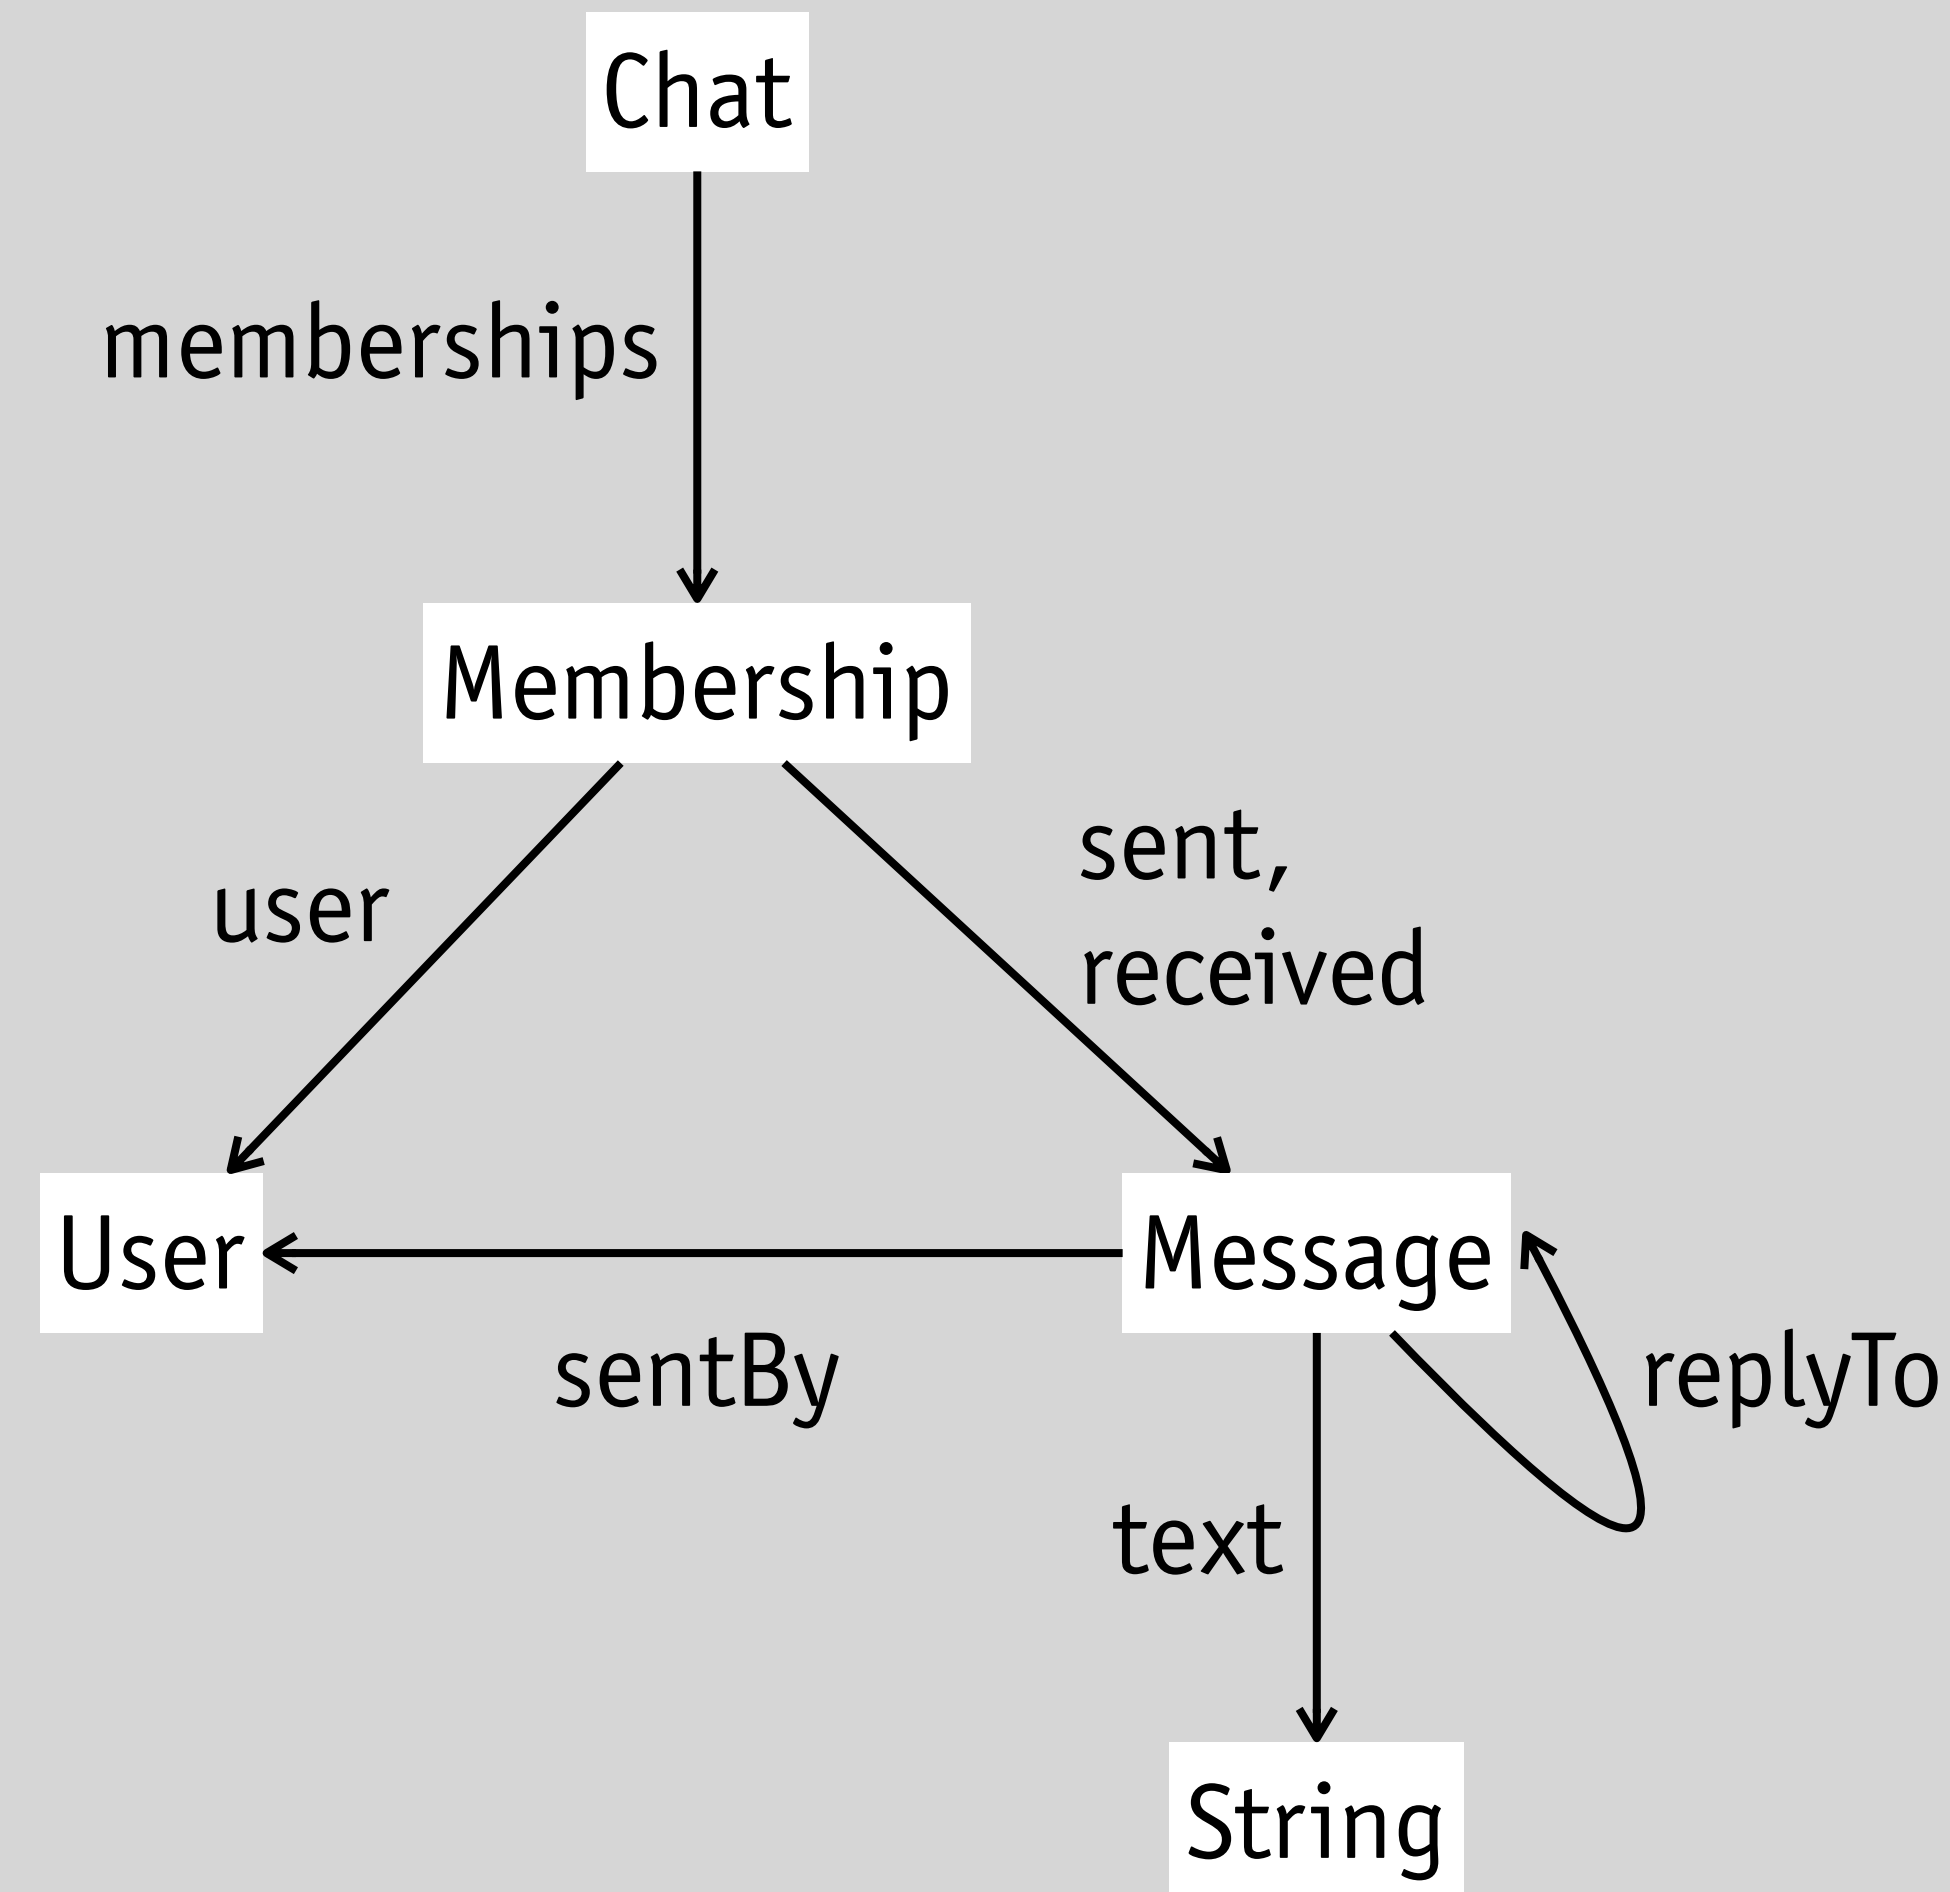 Chat
memberships
Membership
sent,
received
user
User
Message
sentBy
replyTo
text
String